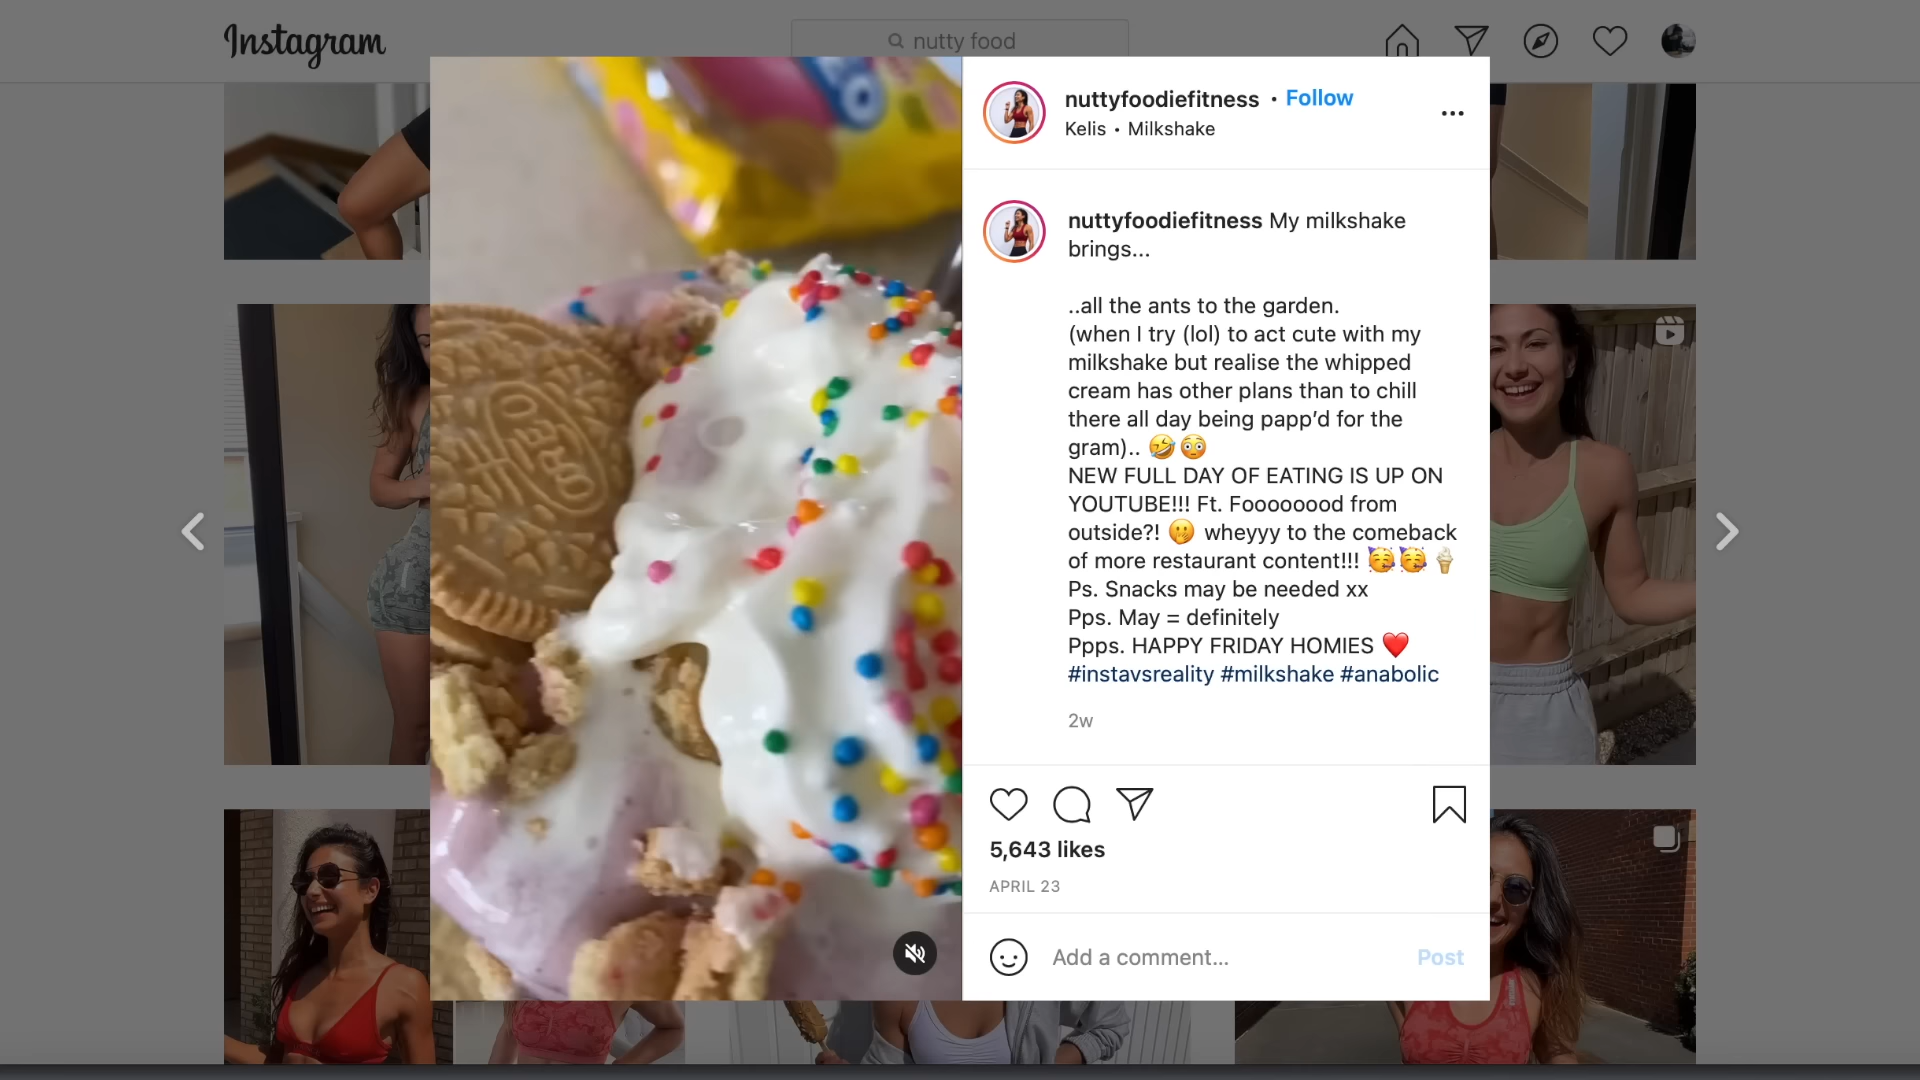 Instagram
nutty food
nuttyfoodiefitness • Follow
Kelis • Milkshake
nuttyfoodiefitness My milkshake
brings...
..all the ants to the garden.
(when I try (lol) to act cute with my
milkshake but realise the whipped
cream has other plans than to chill
there all day being papp’d for the
gram).. 🤣😳
NEW FULL DAY OF EATING IS UP ON
YOUTUBE!!! Ft. Foooooood from
outside?! 🤭 wheyyy to the comeback
of more restaurant content!!! 🥳🥳🍦
Ps. Snacks may be needed xx
Pps. May = definitely
Ppps. HAPPY FRIDAY HOMIES ❤️
#instavsreality #milkshake #anabolic
2w
5,643 likes
APRIL 23
Add a comment...
Post
OREO